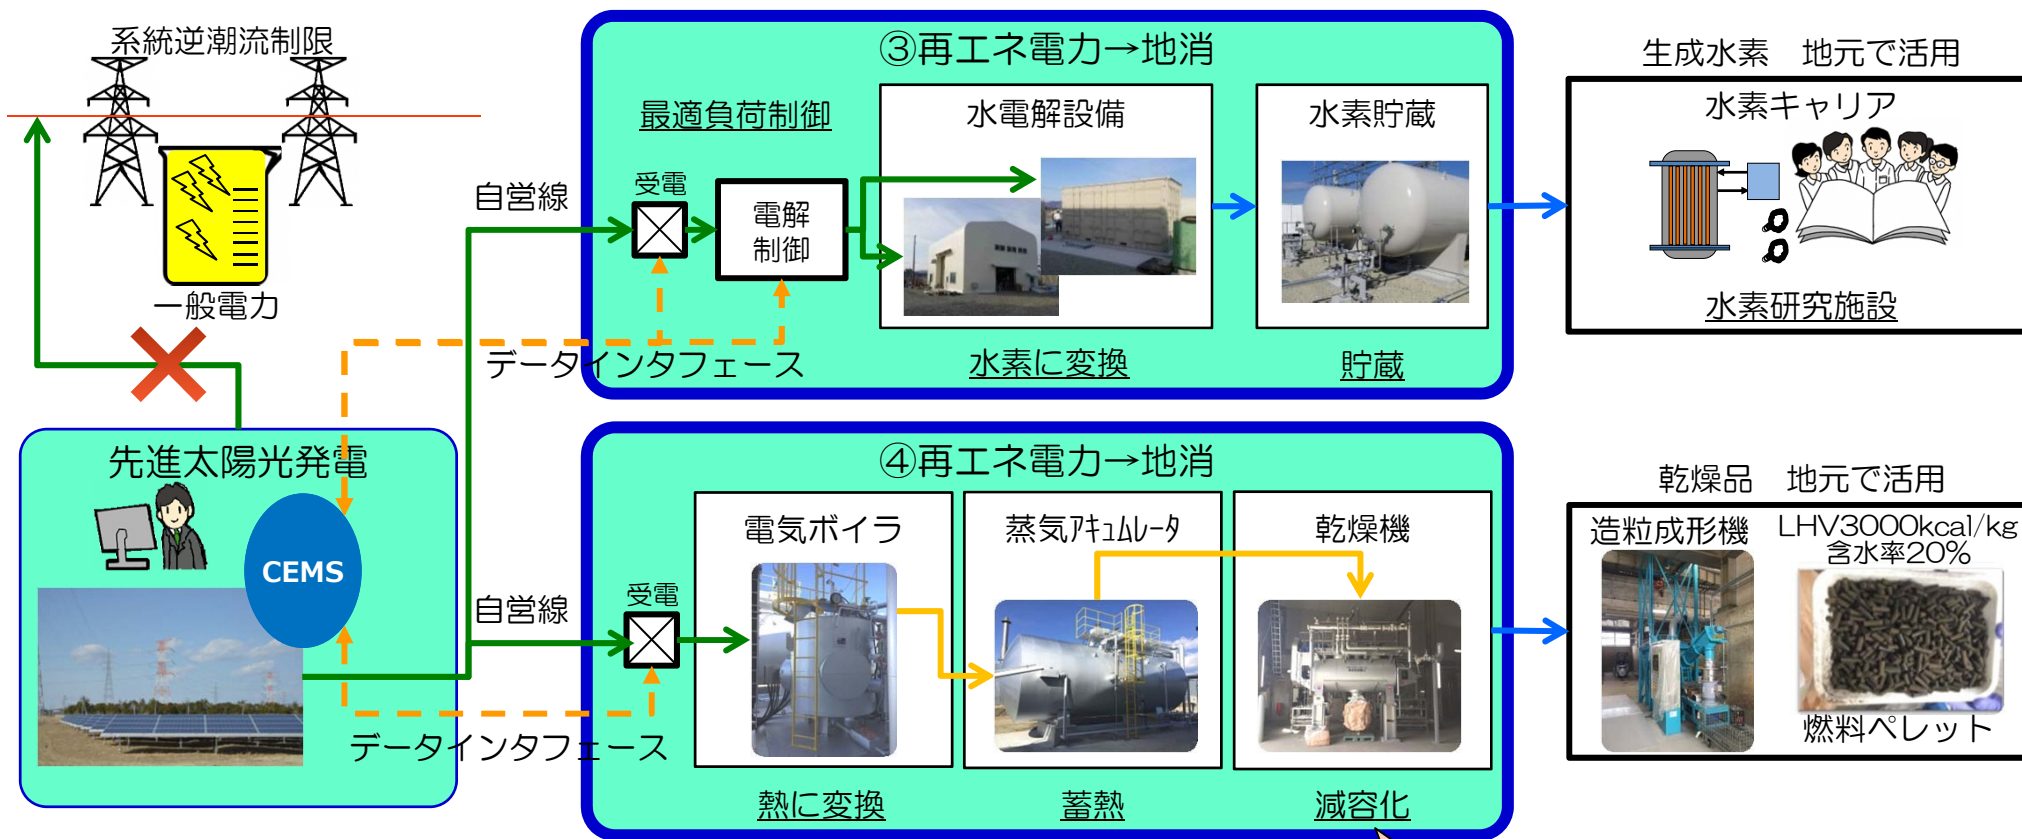 系統逆潮流制限
一般電力
先進太陽光発電
CEMS
自営線
自営線
データインタフェース
データインタフェース
③再エネ電力→地消
最適負荷制御
受電
電解
制御
水電解設備
水素に変換
水素貯蔵
貯蔵
生成水素　地元で活用
水素キャリア
水素研究施設
④再エネ電力→地消
受電
電気ボイラ
熱に変換
蒸気ｱｷｭﾑﾚｰﾀ
蓄熱
乾燥機
減容化
乾燥品　地元で活用
造粒成形機
LHV3000kcal/kg
含水率20%
燃料ペレット